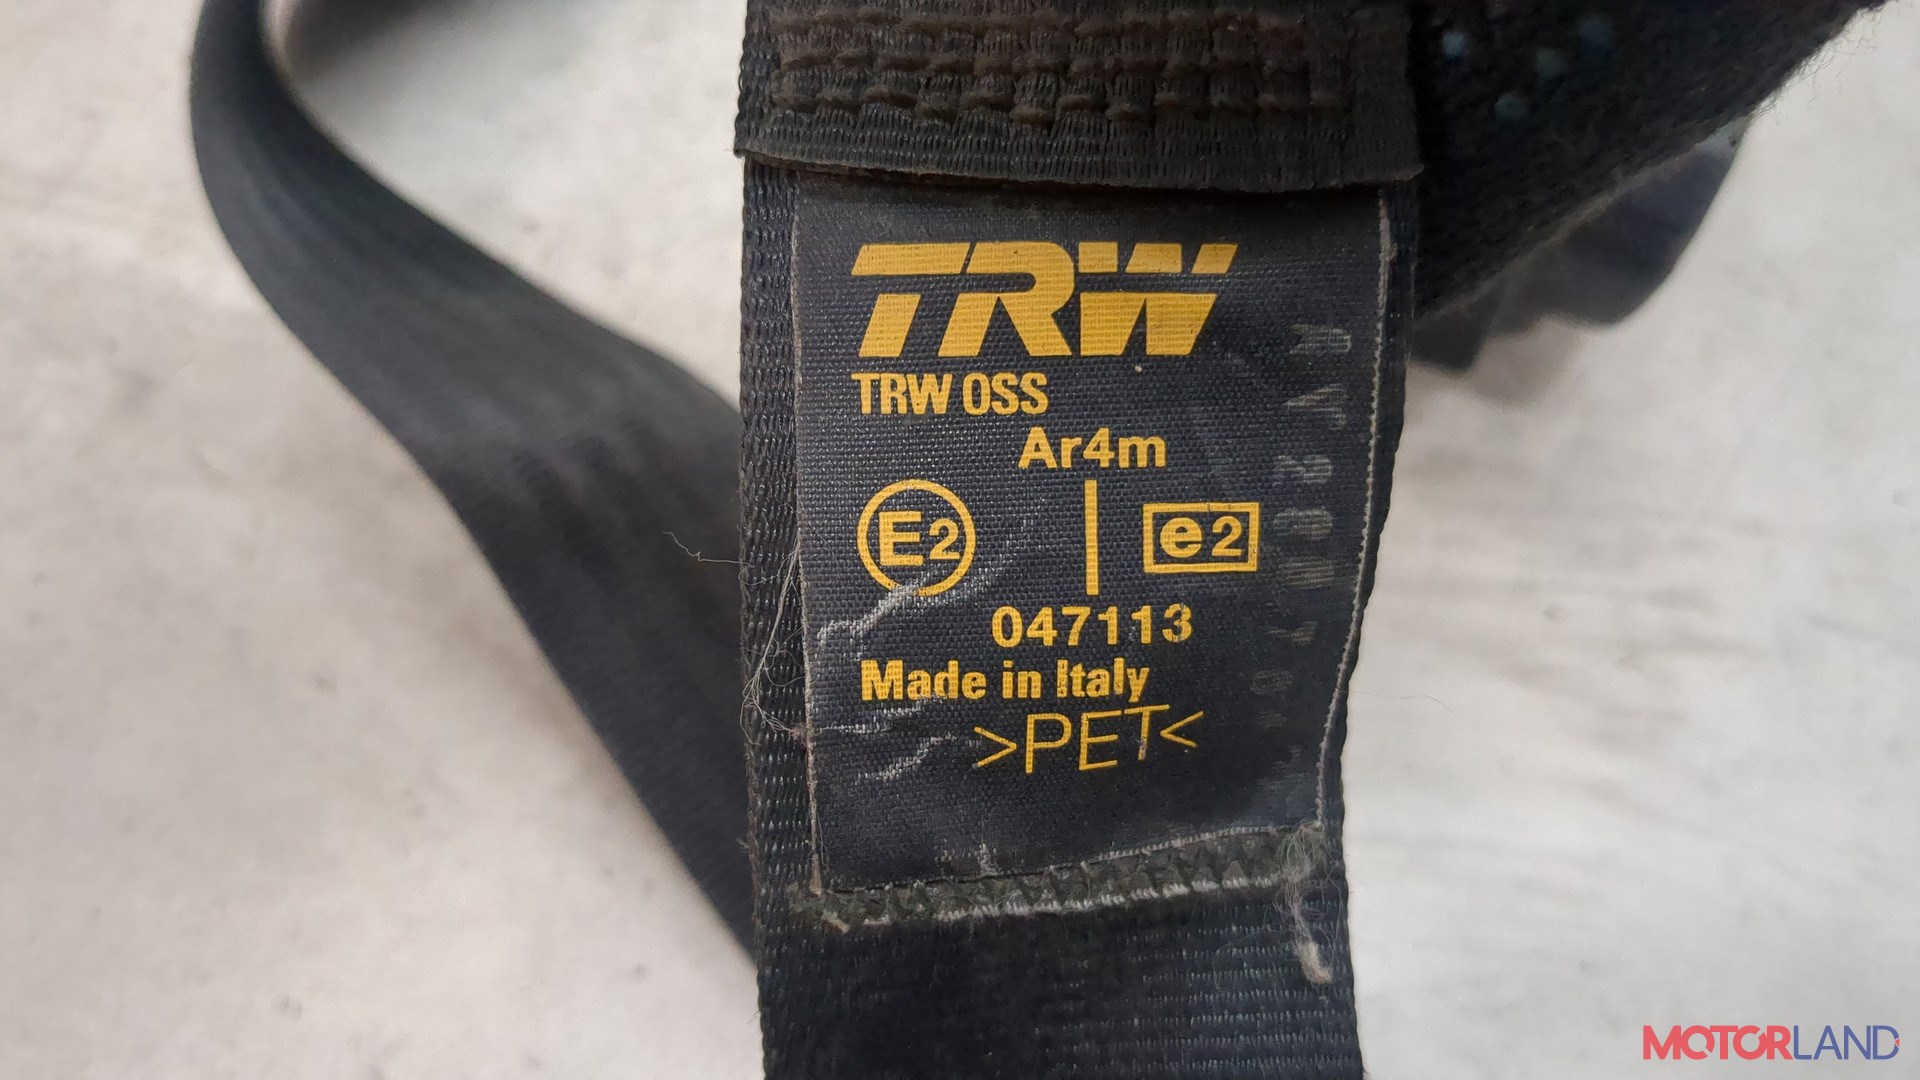 TRW
TRW OSS
Ar4m
E2
e2
047113
Made in Italy
>PET<
MOTORLAND